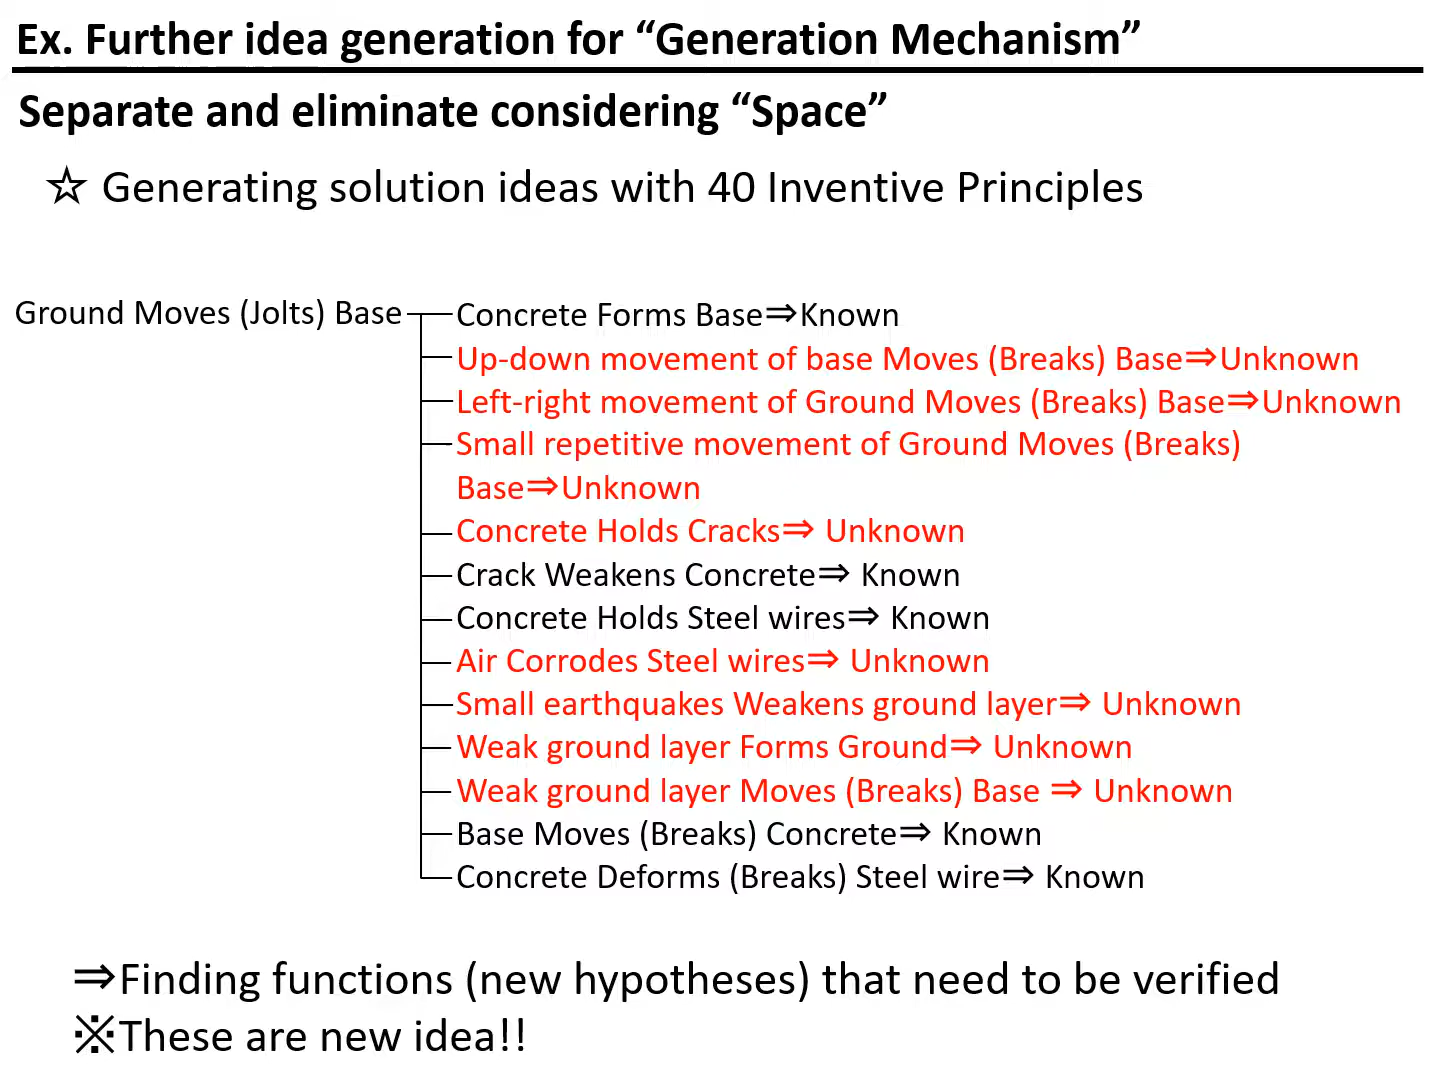 Ex. Further idea generation for “Generation Mechanism”
Separate and eliminate considering “Space”
☆ Generating solution ideas with 40 Inventive Principles
Ground Moves (Jolts) Base
Concrete Forms Base⇒Known
Up-down movement of base Moves (Breaks) Base⇒Unknown
Left-right movement of Ground Moves (Breaks) Base⇒Unknown
Small repetitive movement of Ground Moves (Breaks)
Base⇒Unknown
Concrete Holds Cracks⇒ Unknown
Crack Weakens Concrete⇒ Known
Concrete Holds Steel wires⇒ Known
Air Corrodes Steel wires⇒ Unknown
Small earthquakes Weakens ground layer⇒ Unknown
Weak ground layer Forms Ground⇒ Unknown
Weak ground layer Moves (Breaks) Base ⇒ Unknown
Base Moves (Breaks) Concrete⇒ Known
Concrete Deforms (Breaks) Steel wire⇒ Known
⇒Finding functions (new hypotheses) that need to be verified
※These are new idea!!